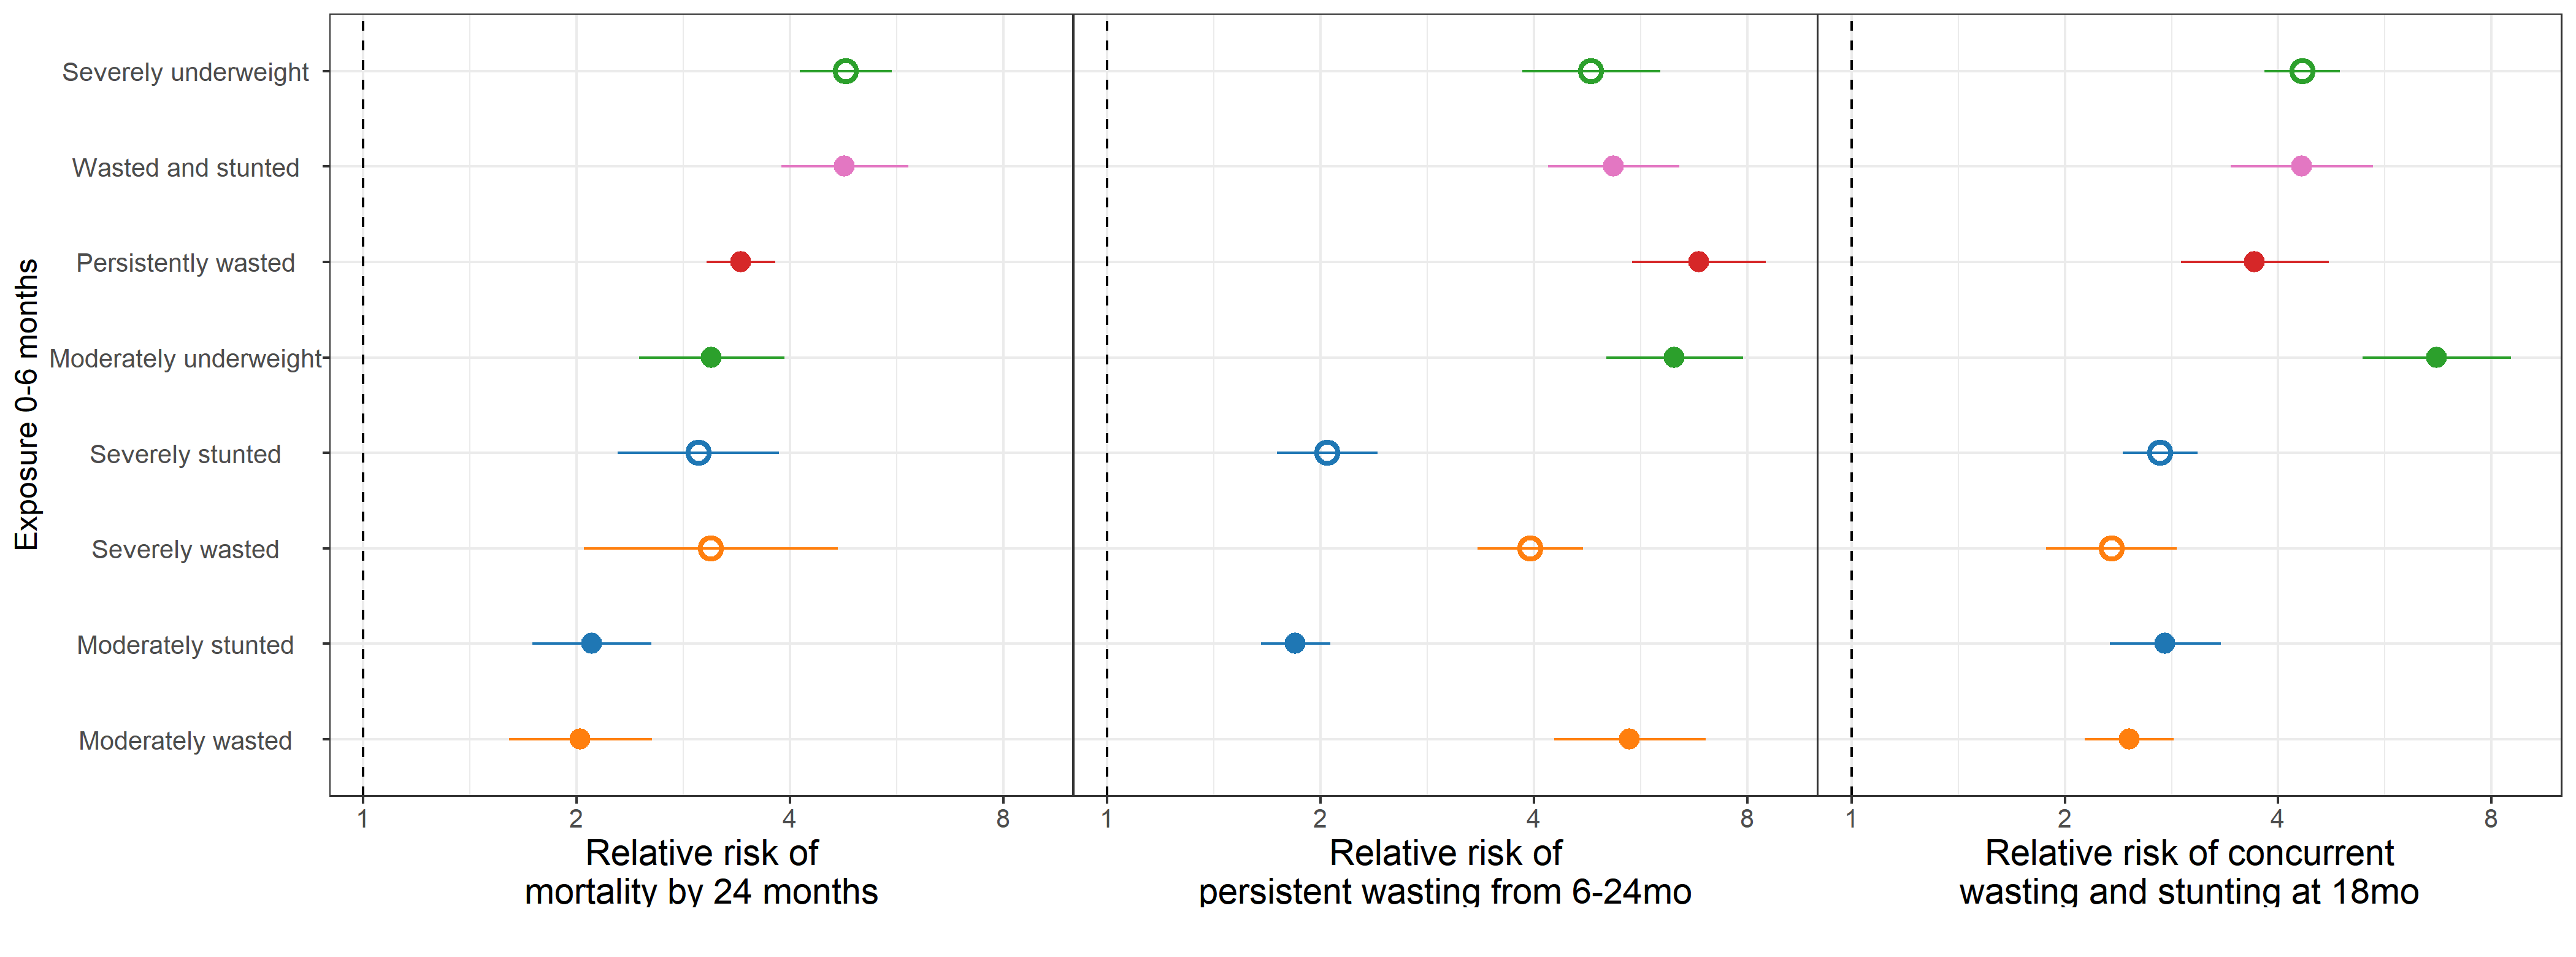 Exposure 0-6 months
Severely underweight
Wasted and stunted
Persistently wasted
Moderately underweight
Severely stunted
Severely wasted
Moderately stunted
Moderately wasted
1 2 4 8 1 2 4 8 1 2 4 8
Relative risk of
mortality by 24 months
Relative risk of
persistent wasting from 6-24mo
Relative risk of concurrent
wasting and stunting at 18mo